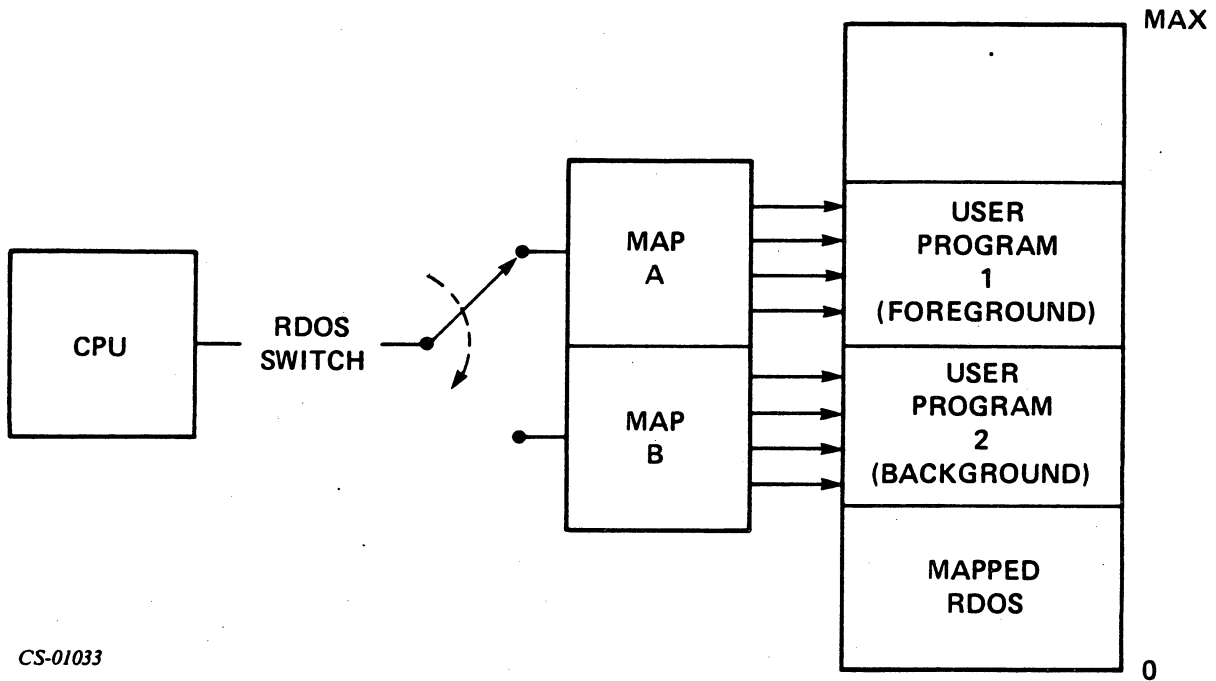 MAX
USER
PROGRAM
1
(FOREGROUND)
MAP
A
CPU
RDOS
SWITCH
USER
PROGRAM
2
(BACKGROUND)
MAP
B
MAPPED
RDOS
CS-01033
0